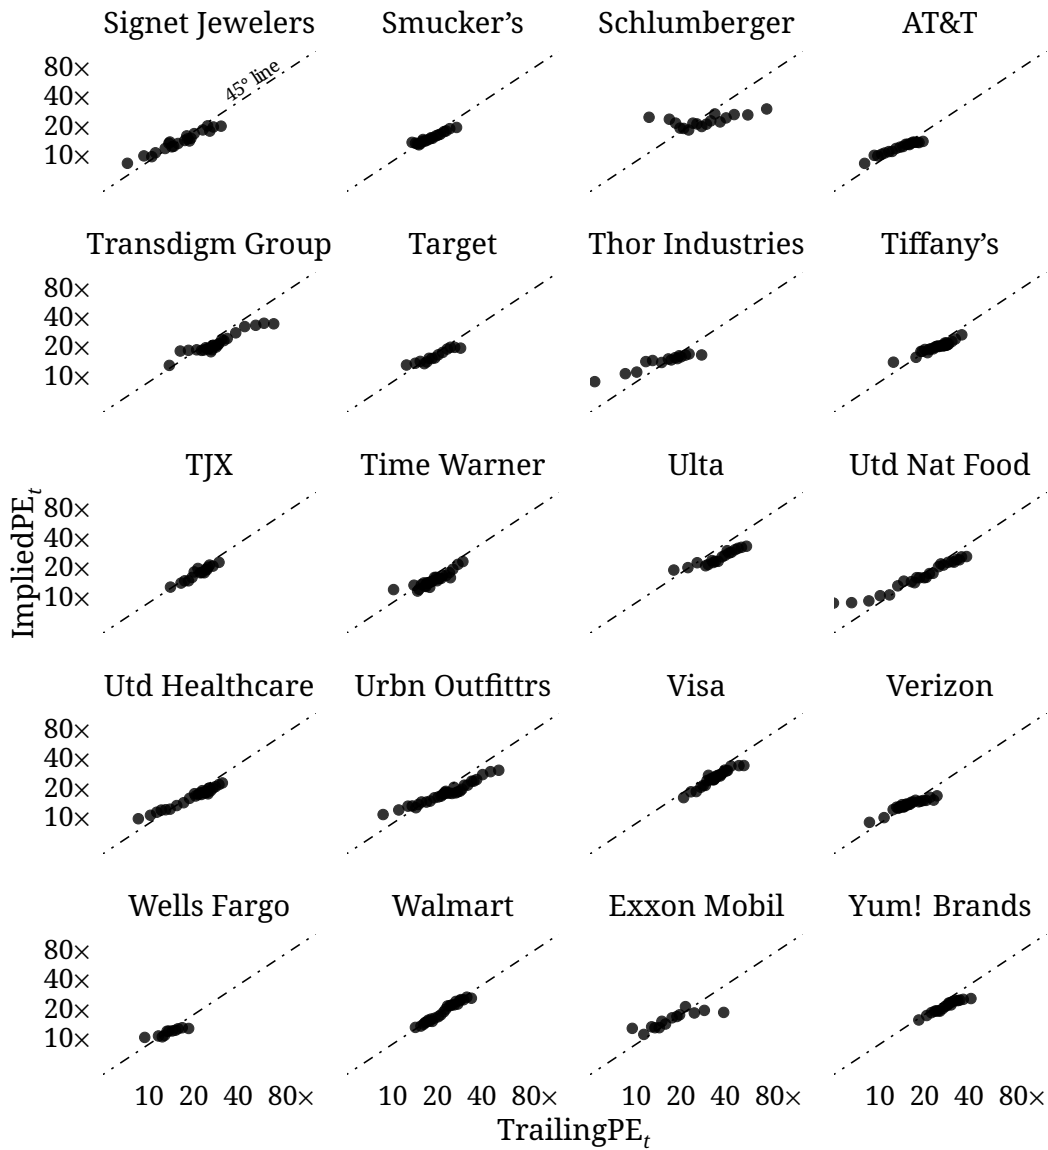 Signet Jewelers Smucker’s Schlumberger AT&T
80×
40×
20×
10×
45° line
Transdigm Group Target Thor Industries Tiffany’s
80×
40×
20×
10×
TJX Time Warner Ulta Utd Nat Food
ImpliedPEt
80×
40×
20×
10×
Utd Healthcare Urbn Outfittrs Visa Verizon
80×
40×
20×
10×
Wells Fargo Walmart Exxon Mobil Yum! Brands
80×
40×
20×
10×
10 20 40 80× 10 20 40 80× 10 20 40 80× 10 20 40 80×
TrailingPEt